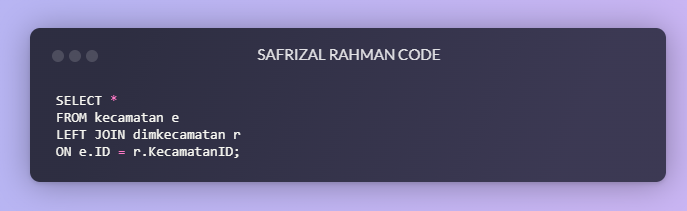 SAFRIZAL RAHMAN CODE
SELECT *
FROM kecamatan e
LEFT JOIN dimkecamatan r
ON e.ID = r.KecamatanID;